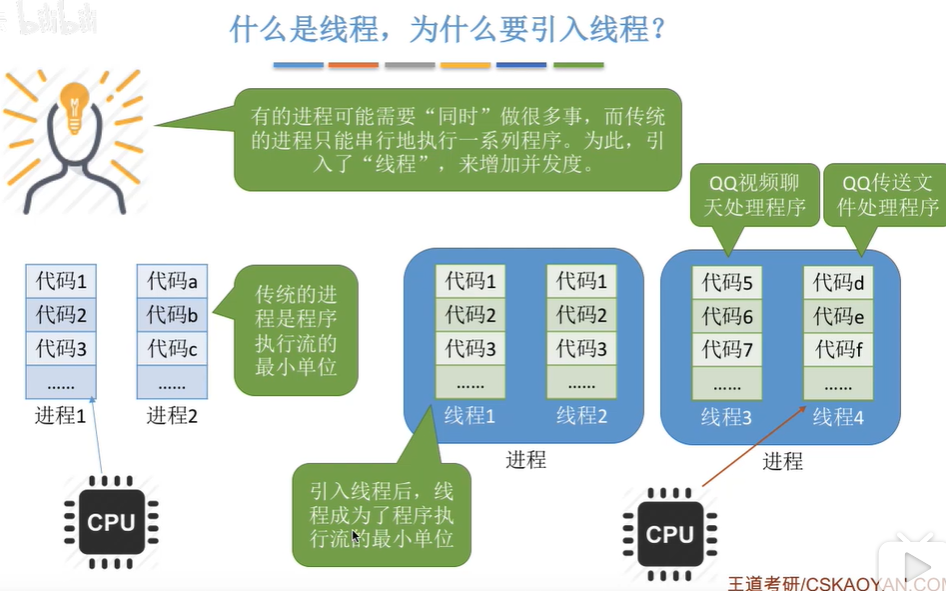 bilibili
什么是线程，为什么要引入线程？
有的进程可能需要“同时”做很多事，而传统
的进程只能串行地执行一系列程序。为此，引
入了“线程”，来增加并发度。
QQ视频聊
天处理程序
QQ传送文
件处理程序
代码1
代码2
代码3
……
进程1
代码a
代码b
代码c
……
进程2
传统的进
程是程序
执行流的
最小单位
代码1
代码2
代码3
……
线程1
代码1
代码2
代码3
……
线程2
进程
代码5
代码6
代码7
……
线程3
代码d
代码e
代码f
……
线程4
进程
引入线程后，线
程成为了程序执
行流的最小单位
CPU
CPU
王道考研/CSKAOYAN.COM